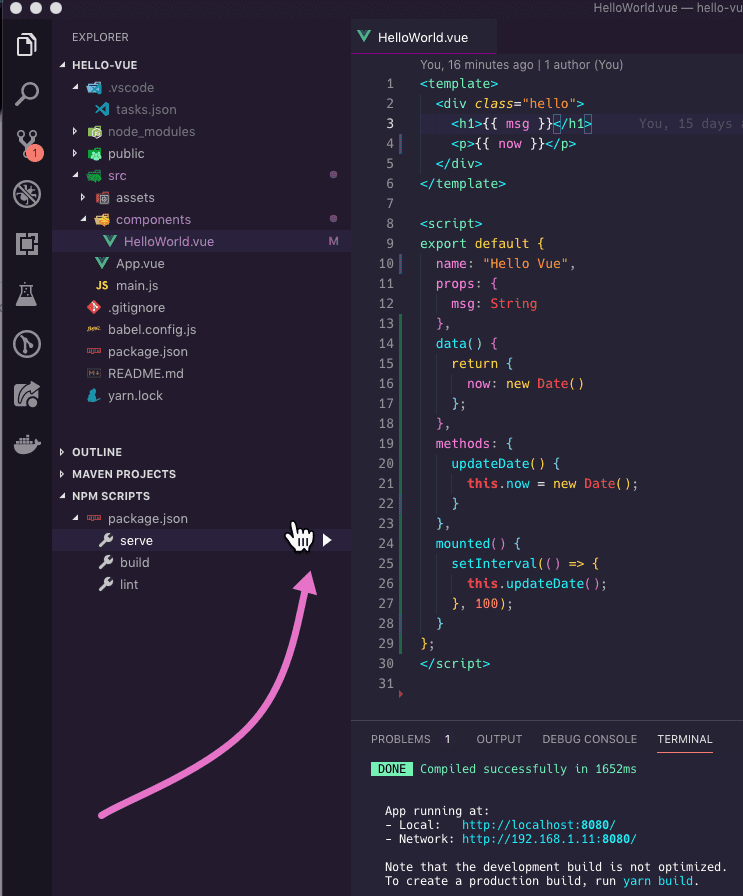 HelloWorld.vue — hello-vu
EXPLORER
HELLO-VUE
.vscode
tasks.json
node_modules
public
src
assets
components
HelloWorld.vue M
App.vue
JS main.js
.gitignore
babel.config.js
package.json
README.md
yarn.lock
OUTLINE
MAVEN PROJECTS
NPM SCRIPTS
package.json
serve
build
lint
1
HelloWorld.vue
You, 16 minutes ago | 1 author (You)
1 <template>
2 <div class="hello">
3 <h1>{{ msg }}</h1> You, 15 days a
4 <p>{{ now }}</p>
5 </div>
6 </template>
7
8 <script>
9 export default {
10 name: "Hello Vue",
11 props: {
12 msg: String
13 },
14 data() {
15 return {
16 now: new Date()
17 };
18 },
19 methods: {
20 updateDate() {
21 this.now = new Date();
22 }
23 },
24 mounted() {
25 setInterval(() => {
26 this.updateDate();
27 }, 100);
28 }
29 };
30 </script>
31
PROBLEMS 1 OUTPUT DEBUG CONSOLE TERMINAL
DONE Compiled successfully in 1652ms
App running at:
- Local: http://localhost:8080/
- Network: http://192.168.1.11:8080/
Note that the development build is not optimized.
To create a production build, run yarn build.